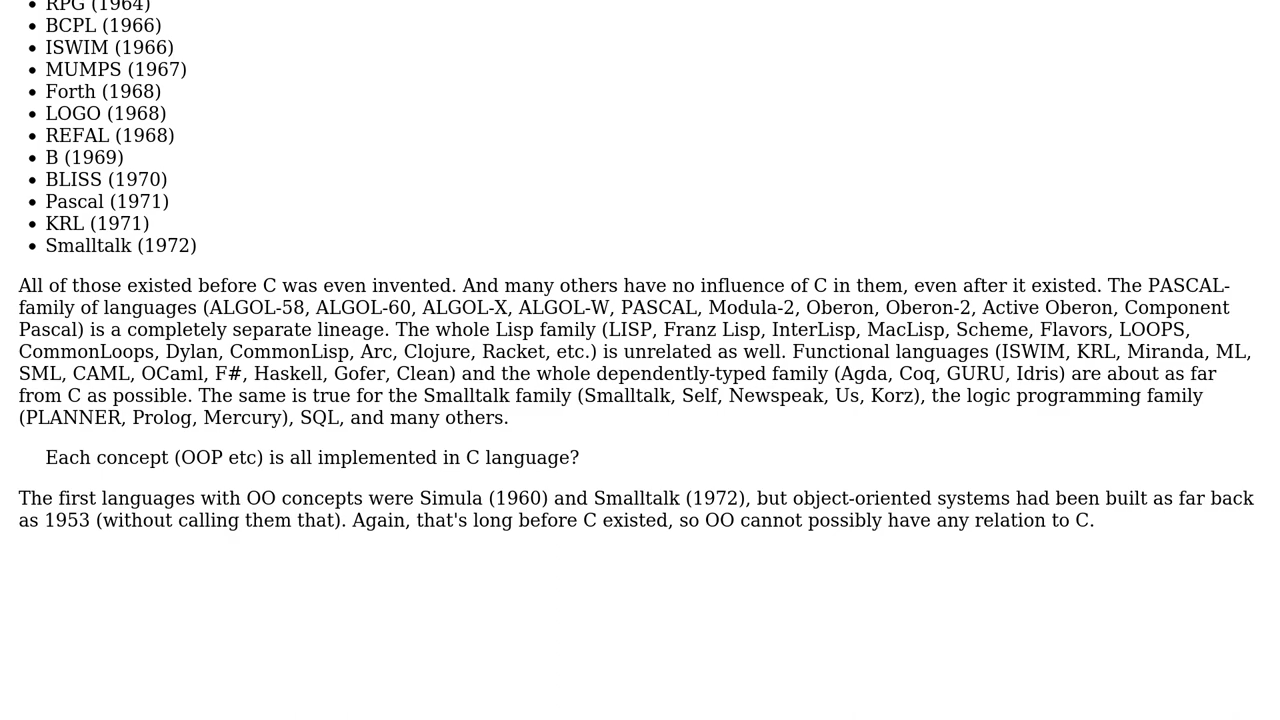 RPG (1964)
BCPL (1966)
ISWIM (1966)
MUMPS (1967)
Forth (1968)
LOGO (1968)
REFAL (1968)
B (1969)
BLISS (1970)
Pascal (1971)
KRL (1971)
Smalltalk (1972)
All of those existed before C was even invented. And many others have no influence of C in them, even after it existed. The PASCAL-
family of languages (ALGOL-58, ALGOL-60, ALGOL-X, ALGOL-W, PASCAL, Modula-2, Oberon, Oberon-2, Active Oberon, Component
Pascal) is a completely separate lineage. The whole Lisp family (LISP, Franz Lisp, InterLisp, MacLisp, Scheme, Flavors, LOOPS,
CommonLoops, Dylan, CommonLisp, Arc, Clojure, Racket, etc.) is unrelated as well. Functional languages (ISWIM, KRL, Miranda, ML,
SML, CAML, OCaml, F#, Haskell, Gofer, Clean) and the whole dependently-typed family (Agda, Coq, GURU, Idris) are about as far
from C as possible. The same is true for the Smalltalk family (Smalltalk, Self, Newspeak, Us, Korz), the logic programming family
(PLANNER, Prolog, Mercury), SQL, and many others.
Each concept (OOP etc) is all implemented in C language?
The first languages with OO concepts were Simula (1960) and Smalltalk (1972), but object-oriented systems had been built as far back
as 1953 (without calling them that). Again, that's long before C existed, so OO cannot possibly have any relation to C.